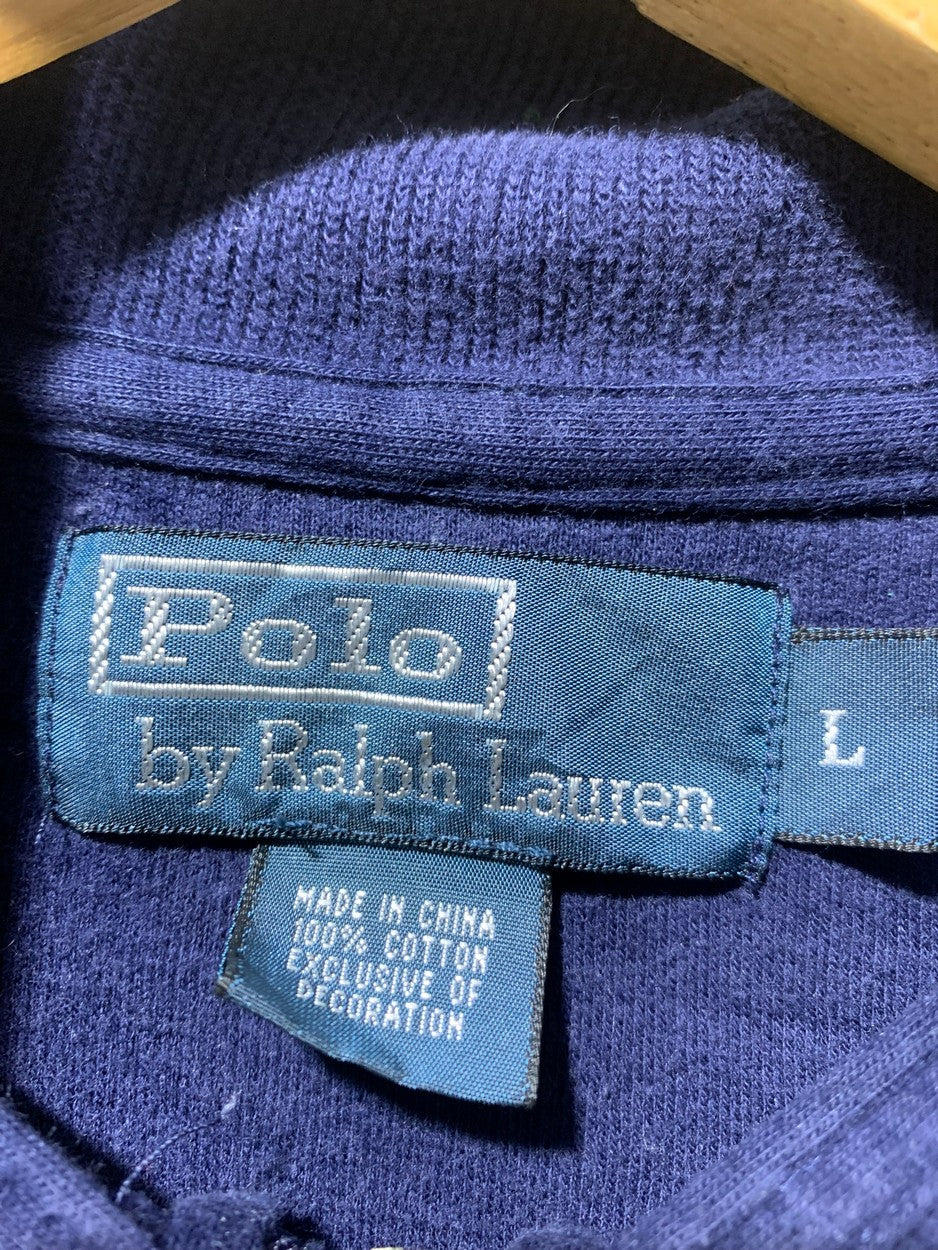 Polo
by Ralph Lauren
L
MADE IN CHINA
100% COTTON
EXCLUSIVE OF
DECORATION